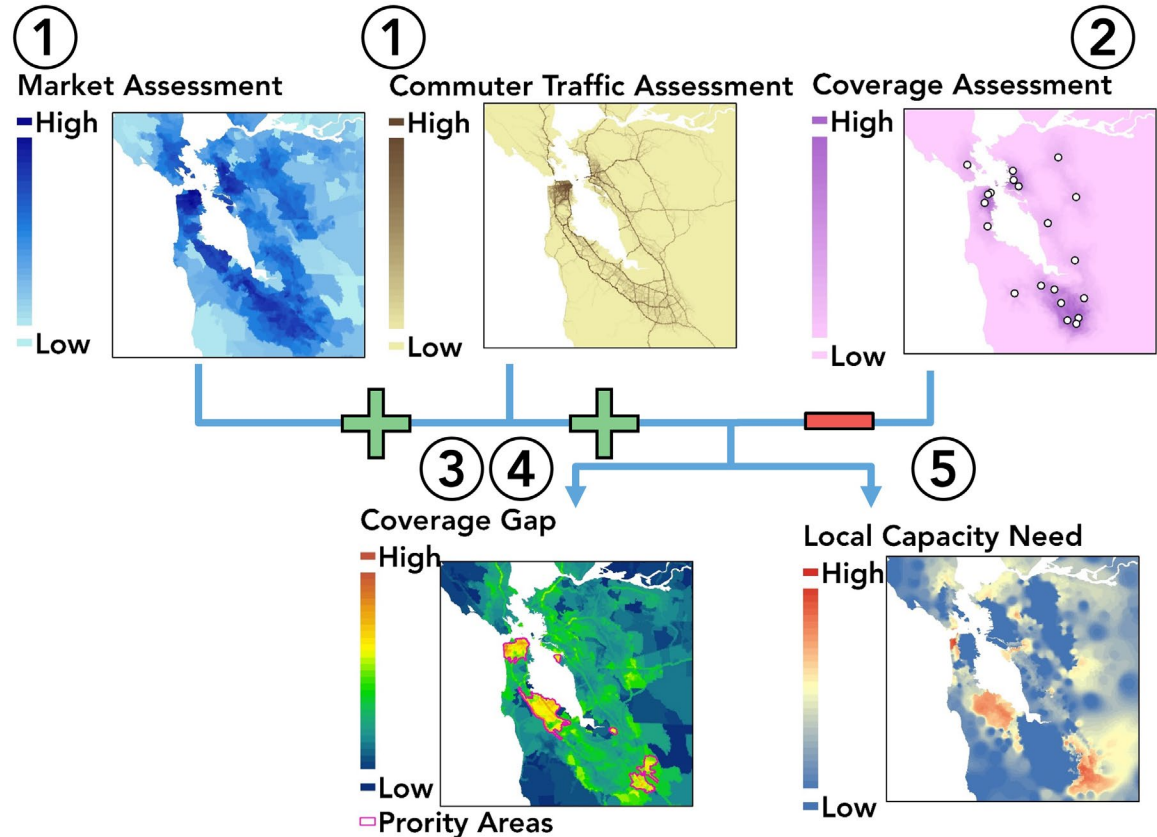 1
1
2
Market Assessment
Commuter Traffic Assessment
Coverage Assessment
High
High
High
Low
Low
Low
3
4
5
Coverage Gap
Local Capacity Need
High
High
Low
Low
Prority Areas